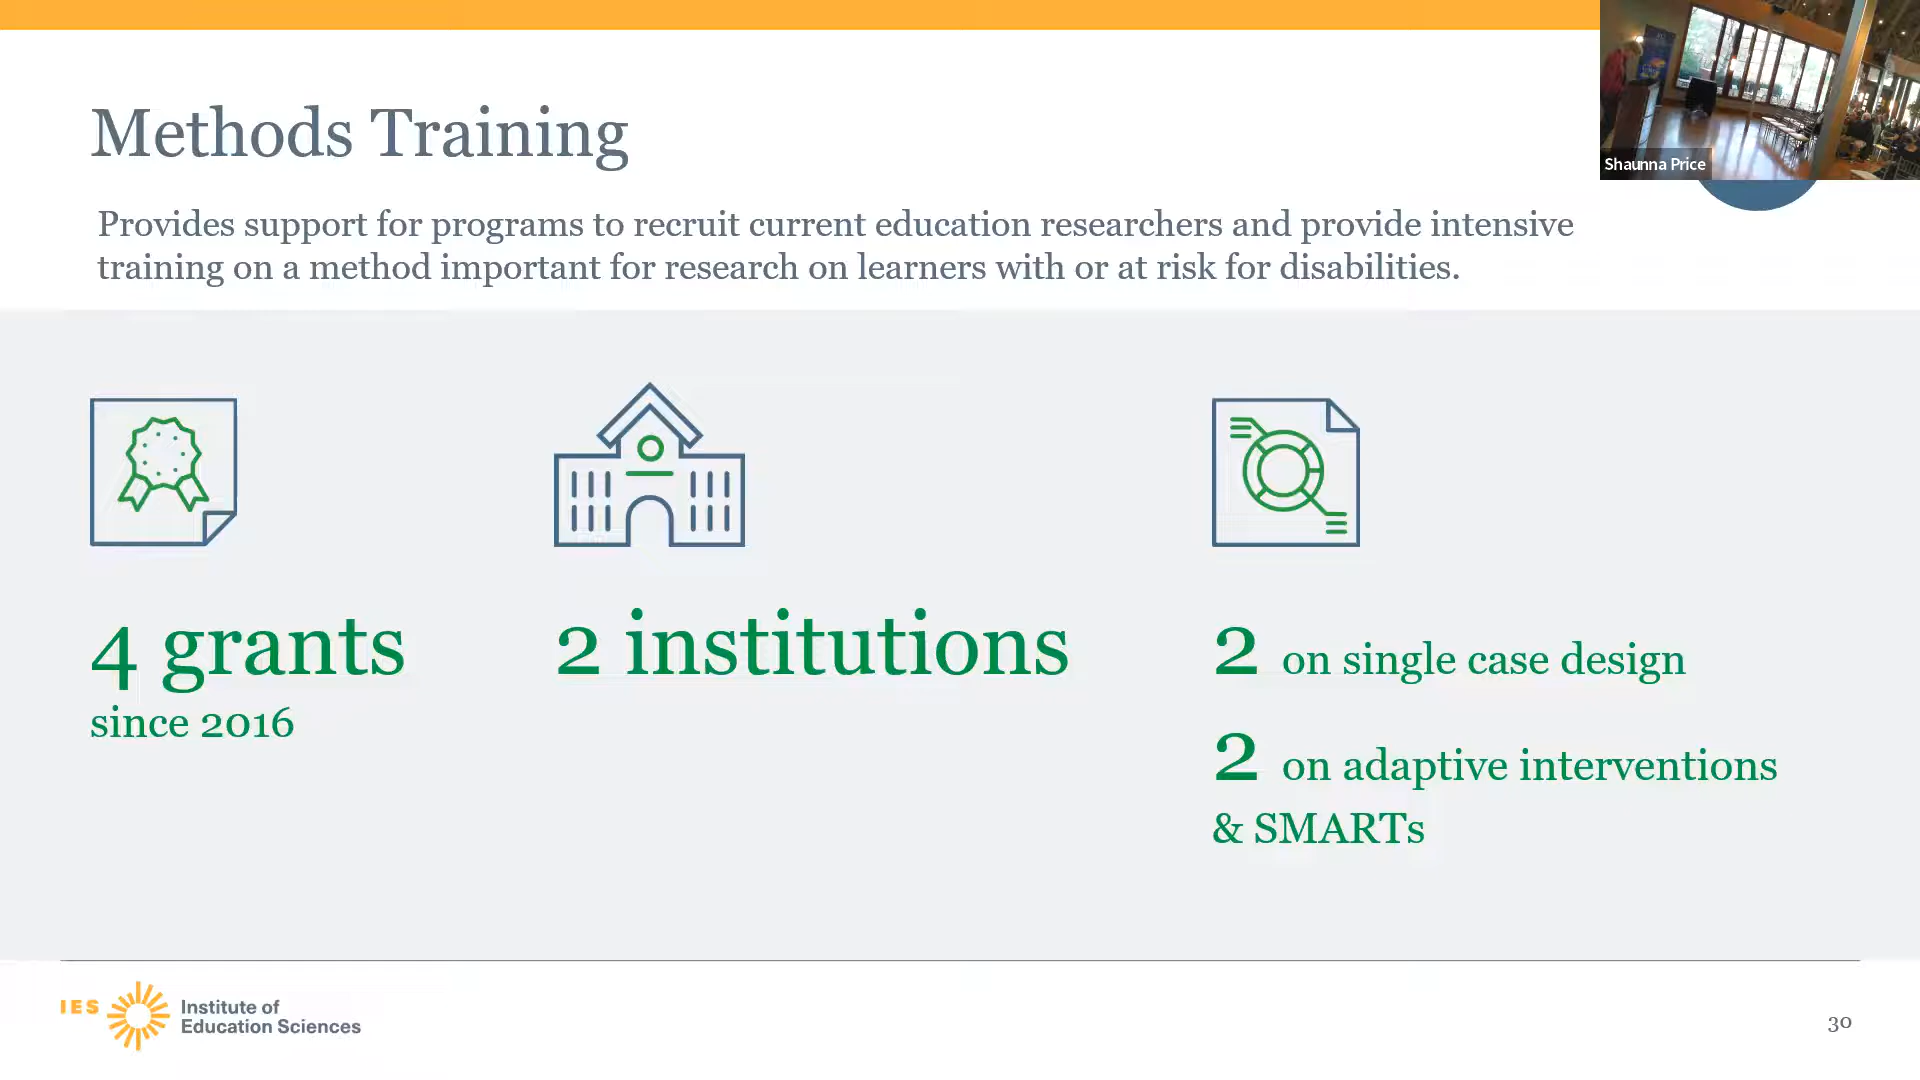 Methods Training
Shaunna Price
Provides support for programs to recruit current education researchers and provide intensive
training on a method important for research on learners with or at risk for disabilities.
4 grants
since 2016
2 institutions
2 on single case design
2 on adaptive interventions
& SMARTs
IES
Institute of
Education Sciences
30